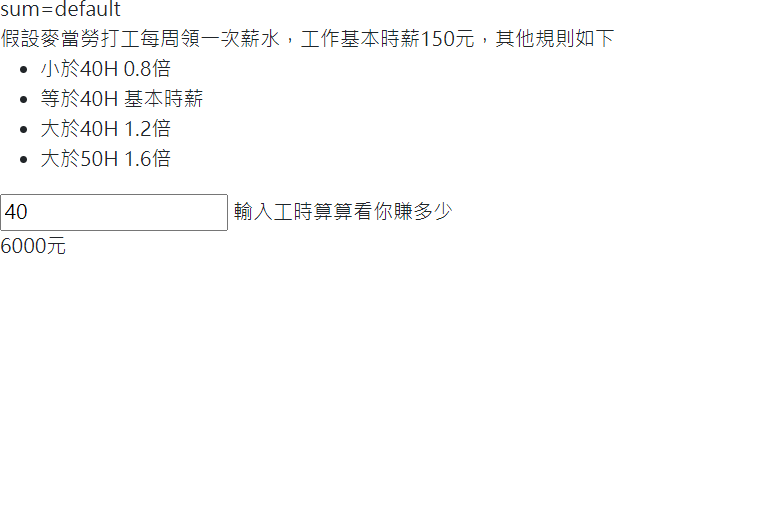 sum=default
假設麥當勞打工每周領一次薪水，工作基本時薪150元，其他規則如下
小於40H 0.8倍
等於40H 基本時薪
大於40H 1.2倍
大於50H 1.6倍
40 輸入工時算算看你賺多少
6000元